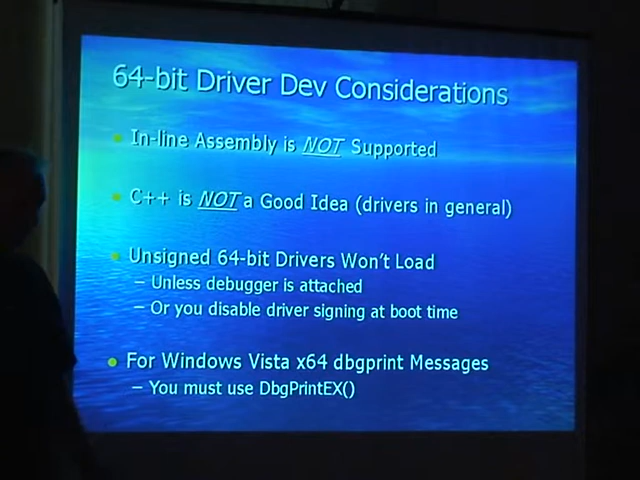 64-bit Driver Dev Considerations
In-line Assembly is NOT Supported
C++ is NOT a Good Idea (drivers in general)
Unsigned 64-bit Drivers Won't Load
– Unless debugger is attached
– Or you disable driver signing at boot time
For Windows Vista x64 dbgprint Messages
– You must use DbgPrintEX()